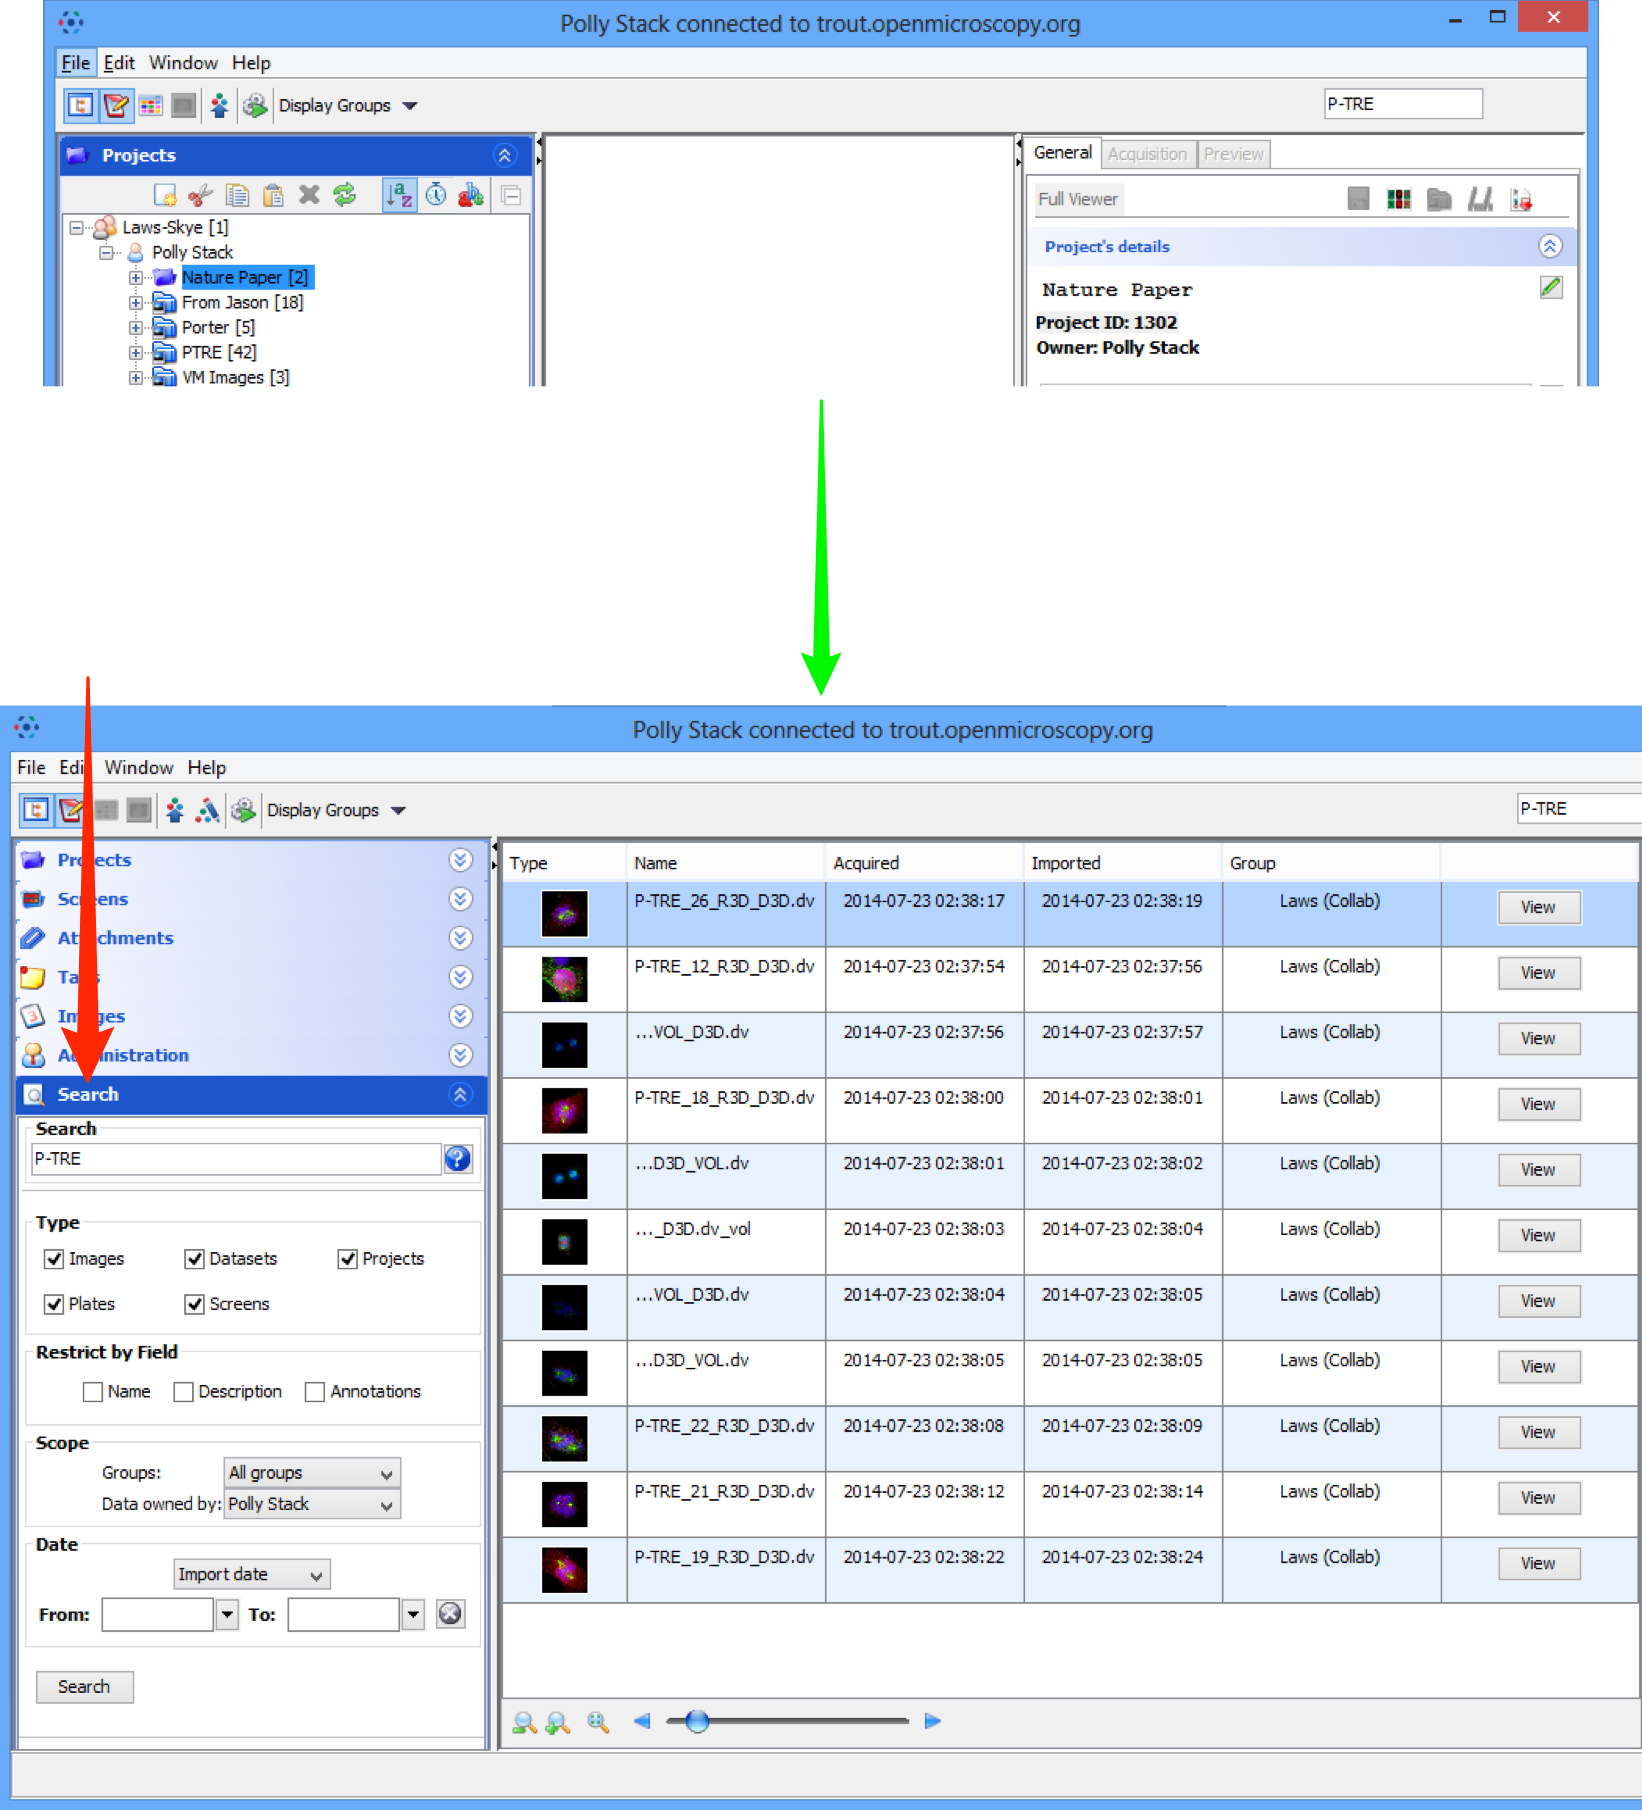 Polly Stack connected to trout.openmicroscopy.org
File Edit Window Help
Display Groups P-TRE
Projects
General Acquisition Preview
Full Viewer
Laws-Skye [1]
Polly Stack
Nature Paper [2]
From Jason [18]
Porter [5]
PTRE [42]
VM Images [3]
Project's details
Nature Paper
Project ID: 1302
Owner: Polly Stack
Polly Stack connected to trout.openmicroscopy.org
File Edi Window Help
Display Groups P-TRE
Projects
Screens
Attachments
Tags
Images
Administration
Search
Search
P-TRE
Type
Images Datasets Projects
Plates Screens
Restrict by Field
Name Description Annotations
Scope
Groups: All groups
Data owned by: Polly Stack
Date
Import date
From: To:
Search
Type Name Acquired Imported Group
P-TRE_26_R3D_D3D.dv 2014-07-23 02:38:17 2014-07-23 02:38:19 Laws (Collab) View
P-TRE_12_R3D_D3D.dv 2014-07-23 02:37:54 2014-07-23 02:37:56 Laws (Collab) View
...VOL_D3D.dv 2014-07-23 02:37:56 2014-07-23 02:37:57 Laws (Collab) View
P-TRE_18_R3D_D3D.dv 2014-07-23 02:38:00 2014-07-23 02:38:01 Laws (Collab) View
...D3D_VOL.dv 2014-07-23 02:38:01 2014-07-23 02:38:02 Laws (Collab) View
..._D3D.dv_vol 2014-07-23 02:38:03 2014-07-23 02:38:04 Laws (Collab) View
...VOL_D3D.dv 2014-07-23 02:38:04 2014-07-23 02:38:05 Laws (Collab) View
...D3D_VOL.dv 2014-07-23 02:38:05 2014-07-23 02:38:05 Laws (Collab) View
P-TRE_22_R3D_D3D.dv 2014-07-23 02:38:08 2014-07-23 02:38:09 Laws (Collab) View
P-TRE_21_R3D_D3D.dv 2014-07-23 02:38:12 2014-07-23 02:38:14 Laws (Collab) View
P-TRE_19_R3D_D3D.dv 2014-07-23 02:38:22 2014-07-23 02:38:24 Laws (Collab) View